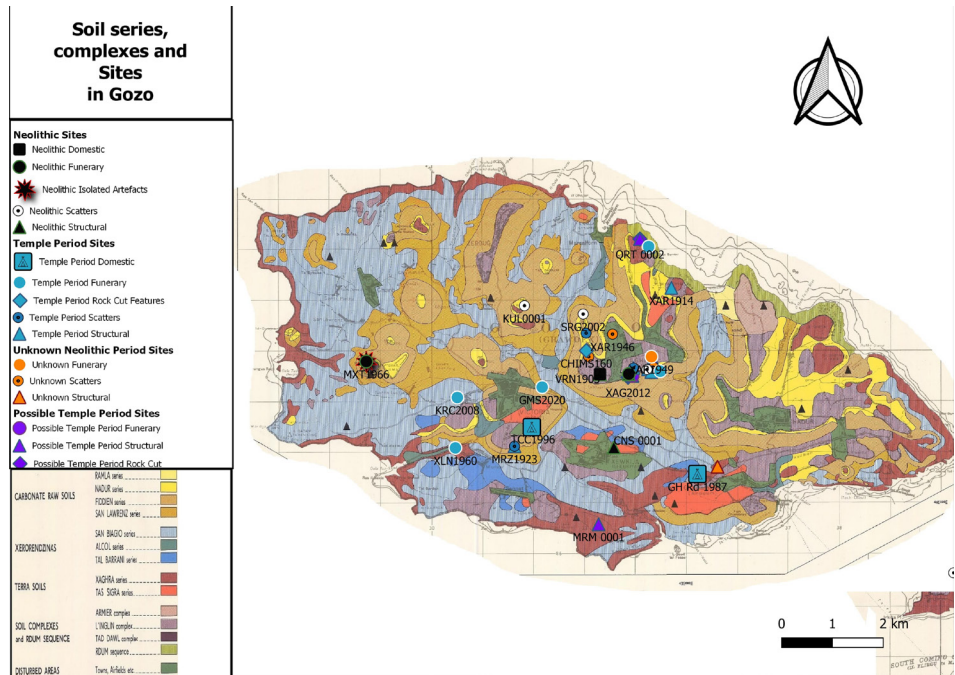 Soil series,
complexes and
Sites
in Gozo
Neolithic Sites
Neolithic Domestic
Neolithic Funerary
Neolithic Isolated Artefacts
Neolithic Scatters
Neolithic Structural
Temple Period Sites
Temple Period Domestic
Temple Period Funerary
Temple Period Rock Cut Features
Temple Period Scatters
Temple Period Structural
Unknown Neolithic Period Sites
Unknown Funerary
Unknown Scatters
Unknown Structural
Possible Temple Period Sites
Possible Temple Period Funerary
Possible Temple Period Structural
Possible Temple Period Rock Cut
CARBONATE RAW SOILS
RAMLA series
NADUR series
FIDDIEN series
SAN LAWRENZ series
XERORENDZINAS
SAN BIAGIO series
ALCOL series
TAL BARRANI series
TERRA SOILS
XAGHRA series
TAS SIGRA series
SOIL COMPLEXES
and RDUM SEQUENCE
ARMIER complex
L'INGLIN complex
TAD DAWL complex
RDUM sequence
DISTURBED AREAS
Towns, Airfields etc
QRT 0002
XAR1914
KUL0001
SRG2002
XAR1946
CHIMS160
MXT1966
VRN1909
XAR1949
XAG2012
GMS2020
KRC2008
TCC1996
CNS 0001
XLN1960
MRZ1923
GH Rd 1987
MRM 0001
0 1 2 km